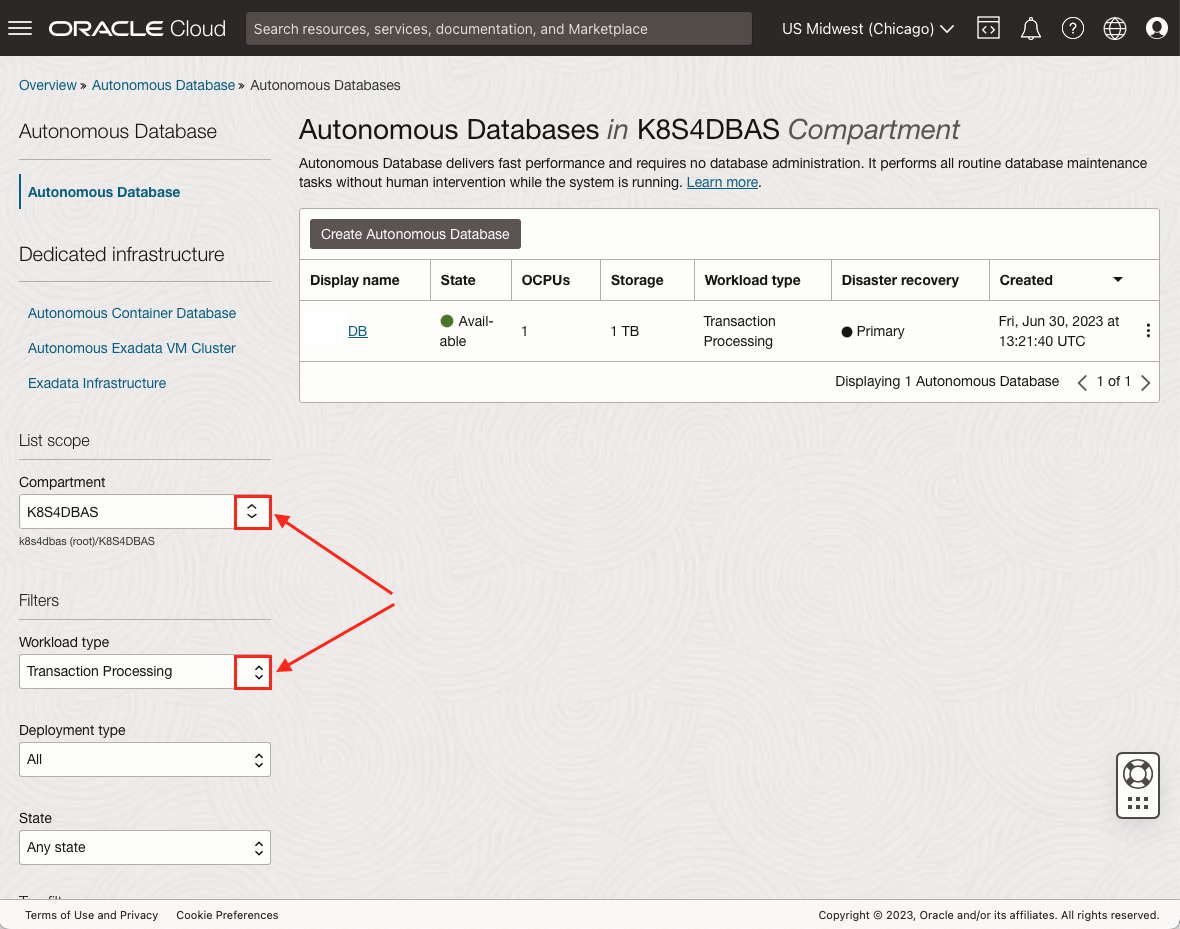 ORACLE Cloud
Search resources, services, documentation, and Marketplace
US Midwest (Chicago)
Overview » Autonomous Database » Autonomous Databases
Autonomous Database
Autonomous Database
Dedicated infrastructure
Autonomous Container Database
Autonomous Exadata VM Cluster
Exadata Infrastructure
List scope
Compartment
K8S4DBAS
k8s4dbas (root)/K8S4DBAS
Filters
Workload type
Transaction Processing
Deployment type
All
State
Any state
Autonomous Databases in K8S4DBAS Compartment
Autonomous Database delivers fast performance and requires no database administration. It performs all routine database maintenance
tasks without human intervention while the system is running. Learn more.
Create Autonomous Database
Display name State OCPUs Storage Workload type Disaster recovery Created
DB
Avail-
able
1
1 TB
Transaction
Processing
Primary
Fri, Jun 30, 2023 at
13:21:40 UTC
Displaying 1 Autonomous Database 1 of 1
Terms of Use and Privacy Cookie Preferences
Copyright © 2023, Oracle and/or its affiliates. All rights reserved.